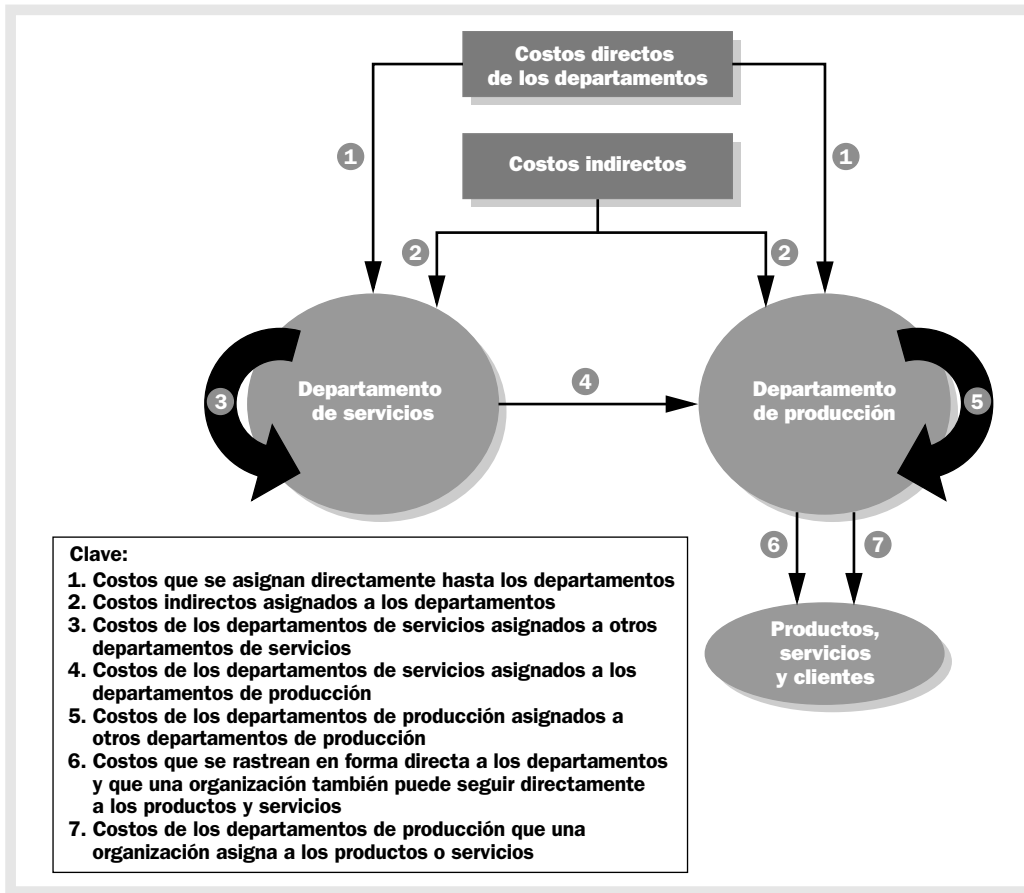 Costos directos
de los departamentos
1
1
Costos indirectos
2
2
3
Departamento
de servicios
4
Departamento
de producción
5
6
7
Productos,
servicios
y clientes
Clave:
1. Costos que se asignan directamente hasta los departamentos
2. Costos indirectos asignados a los departamentos
3. Costos de los departamentos de servicios asignados a otros
departamentos de servicios
4. Costos de los departamentos de servicios asignados a los
departamentos de producción
5. Costos de los departamentos de producción asignados a
otros departamentos de producción
6. Costos que se rastrean en forma directa a los departamentos
y que una organización también puede seguir directamente
a los productos y servicios
7. Costos de los departamentos de producción que una
organización asigna a los productos o servicios